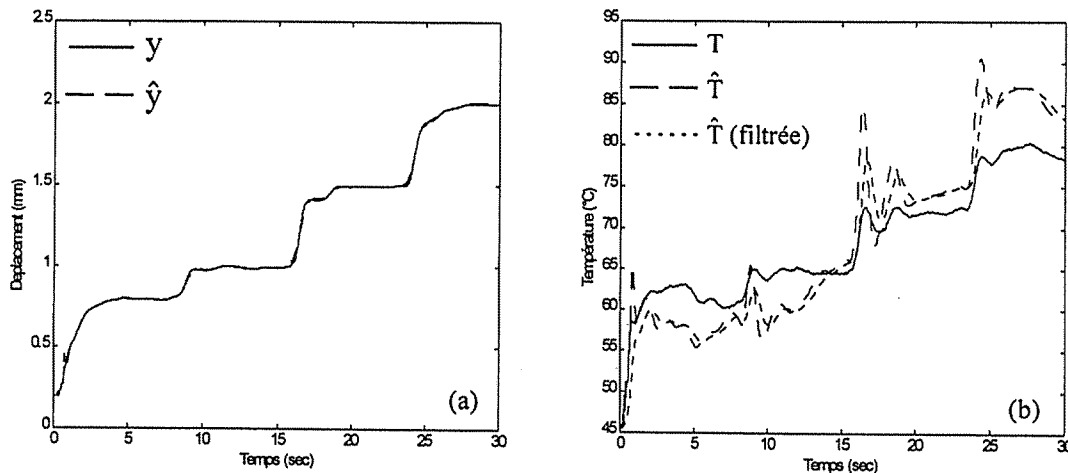 2.5
2
1.5
1
0.5
0
y
ŷ
Deplacement (mm)
0 5 10 15 20 25 30
Temps (sec)
(a)
95
90
85
80
75
70
65
60
55
50
45
T
T̂
T̂ (filtrée)
Température (°C)
0 5 10 15 20 25 30
Temps (sec)
(b)